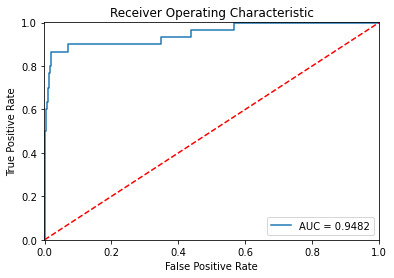 Receiver Operating Characteristic
1.0
0.8
0.6
0.4
0.2
0.0
True Positive Rate
AUC = 0.9482
0.0 0.2 0.4 0.6 0.8 1.0
False Positive Rate